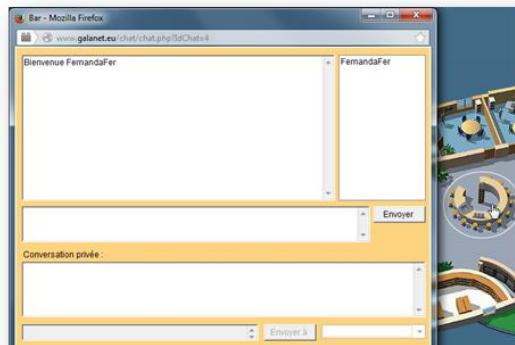 Bar - Mozilla Firefox
www.galanet.eu/chat/chat.php?IdChat=4
Bienvenue FernandaFer
FernandaFer
Envoyer
Conversation privée :
Envoyer à